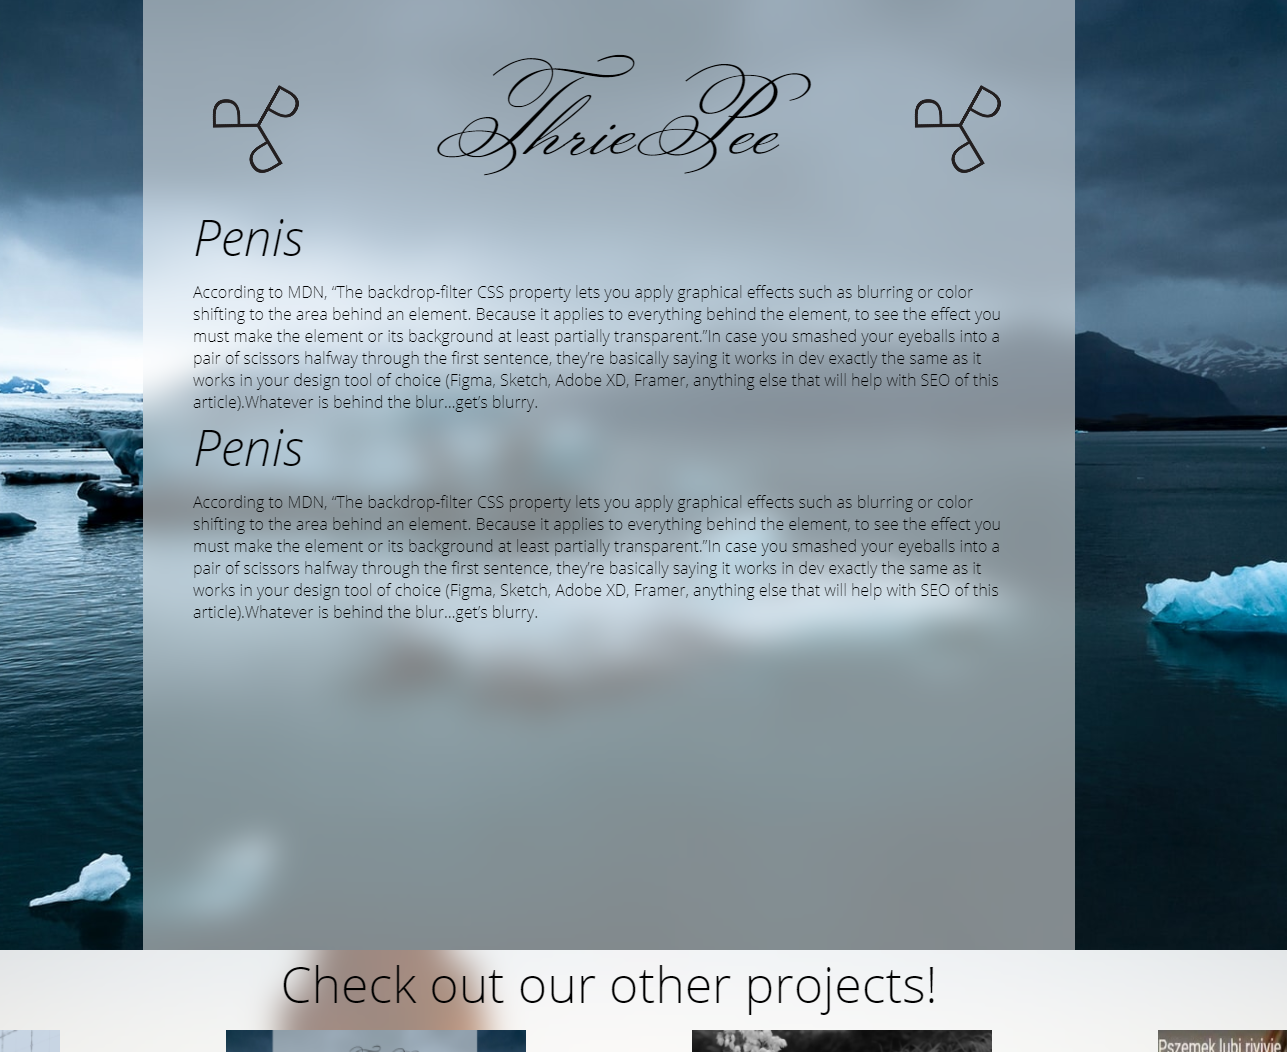 ThriePee
Penis
According to MDN, “The backdrop-filter CSS property lets you apply graphical effects such as blurring or color
shifting to the area behind an element. Because it applies to everything behind the element, to see the effect you
must make the element or its background at least partially transparent.”In case you smashed your eyeballs into a
pair of scissors halfway through the first sentence, they’re basically saying it works in dev exactly the same as it
works in your design tool of choice (Figma, Sketch, Adobe XD, Framer, anything else that will help with SEO of this
article).Whatever is behind the blur…get’s blurry.
Penis
According to MDN, “The backdrop-filter CSS property lets you apply graphical effects such as blurring or color
shifting to the area behind an element. Because it applies to everything behind the element, to see the effect you
must make the element or its background at least partially transparent.”In case you smashed your eyeballs into a
pair of scissors halfway through the first sentence, they’re basically saying it works in dev exactly the same as it
works in your design tool of choice (Figma, Sketch, Adobe XD, Framer, anything else that will help with SEO of this
article).Whatever is behind the blur…get’s blurry.
Check out our other projects!
Pszemek lubi rivivie